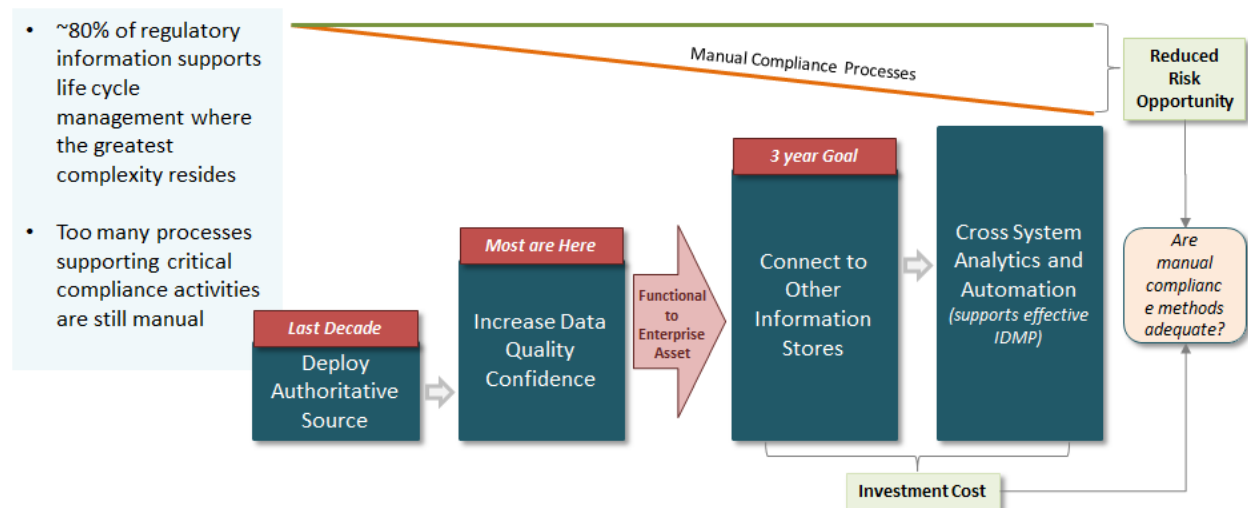 • ~80% of regulatory
information supports
life cycle
management where
the greatest
complexity resides
• Too many processes
supporting critical
compliance activities
are still manual
Manual Compliance Processes
Reduced
Risk
Opportunity
Last Decade
Deploy
Authoritative
Source
Most are Here
Increase Data
Quality
Confidence
Functional
to
Enterprise
Asset
3 year Goal
Connect to
Other
Information
Stores
Cross System
Analytics and
Automation
(supports effective
IDMP)
Are
manual
complianc
e methods
adequate?
Investment Cost